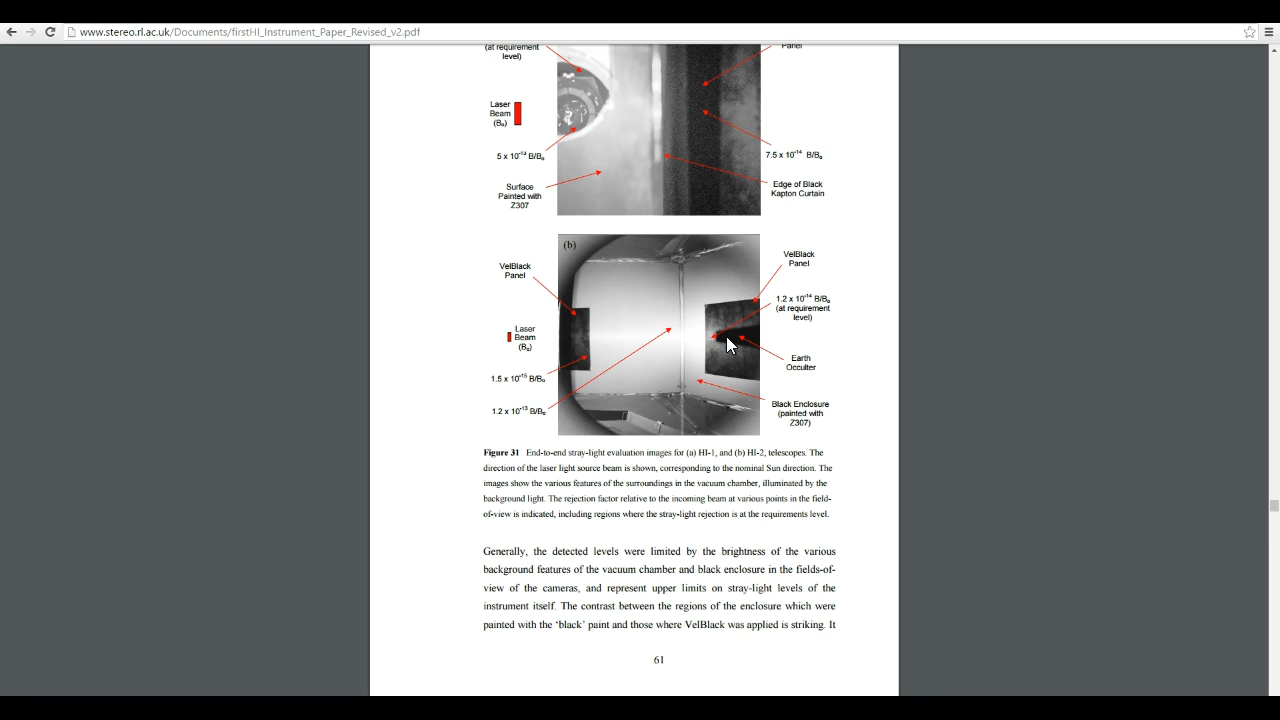 www.stereo.rl.ac.uk/Documents/firstHI_Instrument_Paper_Revised_v2.pdf
(at requirement
level)
Panel
Laser
Beam
(B₀)
5 x 10⁻¹³ B/B₀
7.5 x 10⁻¹⁴ B/B₀
Surface
Painted with
Z307
Edge of Black
Kapton Curtain
(b)
VelBlack
Panel
VelBlack
Panel
1.2 x 10⁻¹⁴ B/B₀
(at requirement
level)
Laser
Beam
(B₀)
Earth
Occulter
1.5 x 10⁻¹⁵ B/B₀
1.2 x 10⁻¹³ B/B₀
Black Enclosure
(painted with
Z307)
Figure 31 End-to-end stray-light evaluation images for (a) HI-1, and (b) HI-2, telescopes. The
direction of the laser light source beam is shown, corresponding to the nominal Sun direction. The
images show the various features of the surroundings in the vacuum chamber, illuminated by the
background light. The rejection factor relative to the incoming beam at various points in the field-
of-view is indicated, including regions where the stray-light rejection is at the requirements level.
Generally, the detected levels were limited by the brightness of the various
background features of the vacuum chamber and black enclosure in the fields-of-
view of the cameras, and represent upper limits on stray-light levels of the
instrument itself. The contrast between the regions of the enclosure which were
painted with the ‘black’ paint and those where VelBlack was applied is striking. It
61